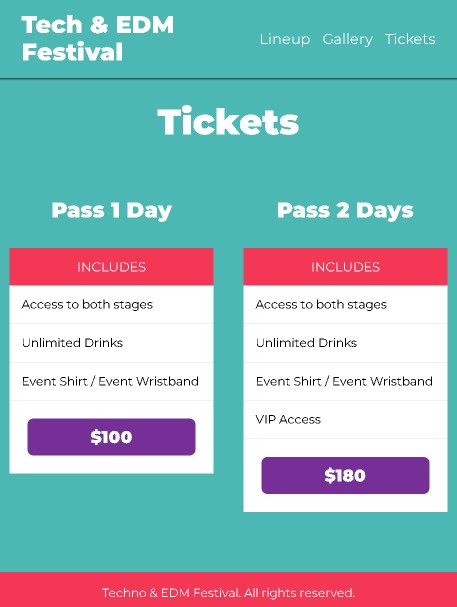 Tech & EDM
Festival
Lineup Gallery Tickets
Tickets
Pass 1 Day
INCLUDES
Access to both stages
Unlimited Drinks
Event Shirt / Event Wristband
$100
Pass 2 Days
INCLUDES
Access to both stages
Unlimited Drinks
Event Shirt / Event Wristband
VIP Access
$180
Techno & EDM Festival. All rights reserved.